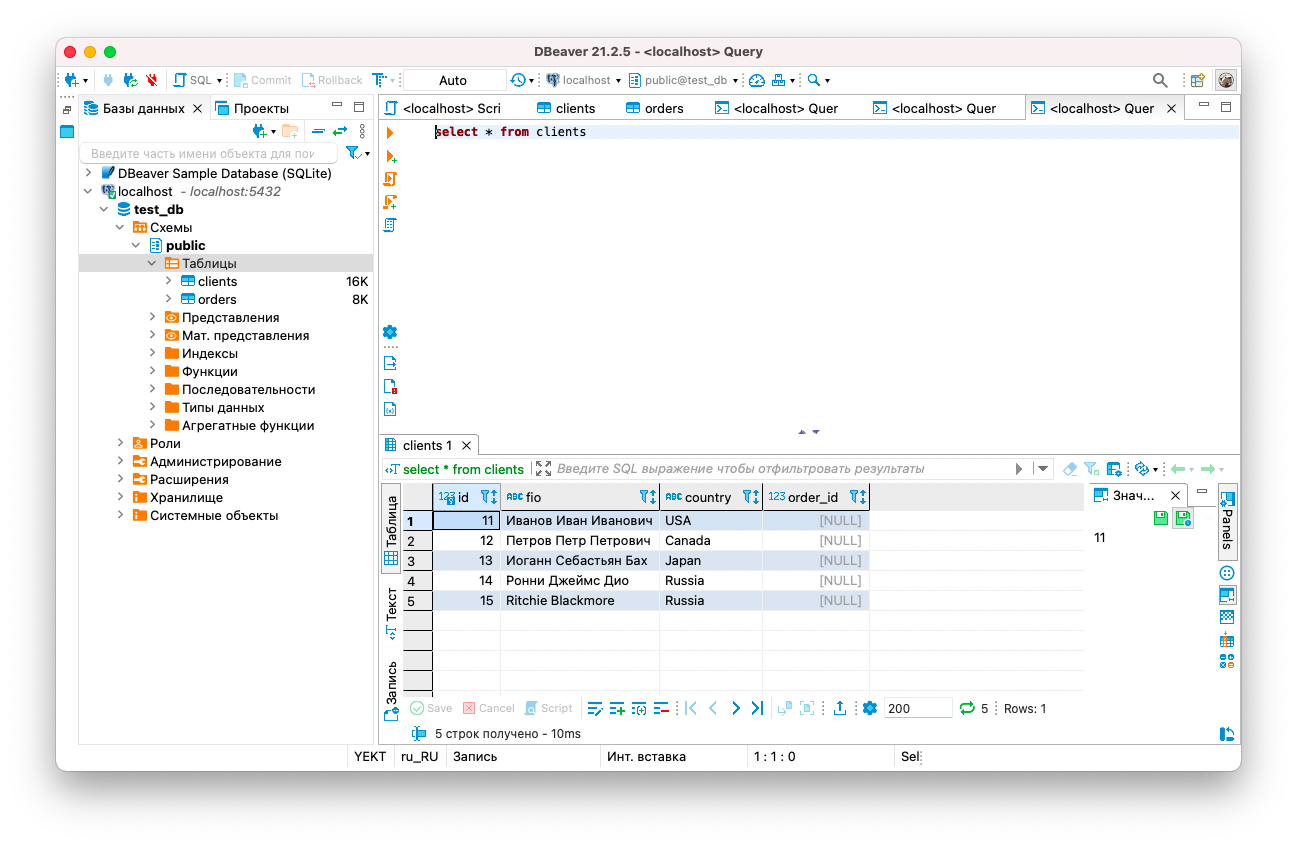 DBeaver 21.2.5 - <localhost> Query
SQL Commit Rollback Auto localhost public@test_db
Базы данных Проекты
<localhost> Scri clients orders <localhost> Quer <localhost> Quer <localhost> Quer
Введите часть имени объекта для пои
DBeaver Sample Database (SQLite)
localhost - localhost:5432
test_db
Схемы
public
Таблицы
clients 16K
orders 8K
Представления
Мат. представления
Индексы
Функции
Последовательности
Типы данных
Агрегатные функции
Роли
Администрирование
Расширения
Хранилище
Системные объекты
select * from clients
clients 1
select * from clients Введите SQL выражение чтобы отфильтровать результаты
Таблица
Текст
Запись
123 id ABC fio ABC country 123 order_id
1 11 Иванов Иван Иванович USA [NULL]
2 12 Петров Петр Петрович Canada [NULL]
3 13 Иоганн Себастьян Бах Japan [NULL]
4 14 Ронни Джеймс Дио Russia [NULL]
5 15 Ritchie Blackmore Russia [NULL]
Знач...
11
Panels
Save Cancel Script 200 5 Rows: 1
5 строк получено - 10ms
YEKT ru_RU Запись Инт. вставка 1 : 1 : 0 Sel